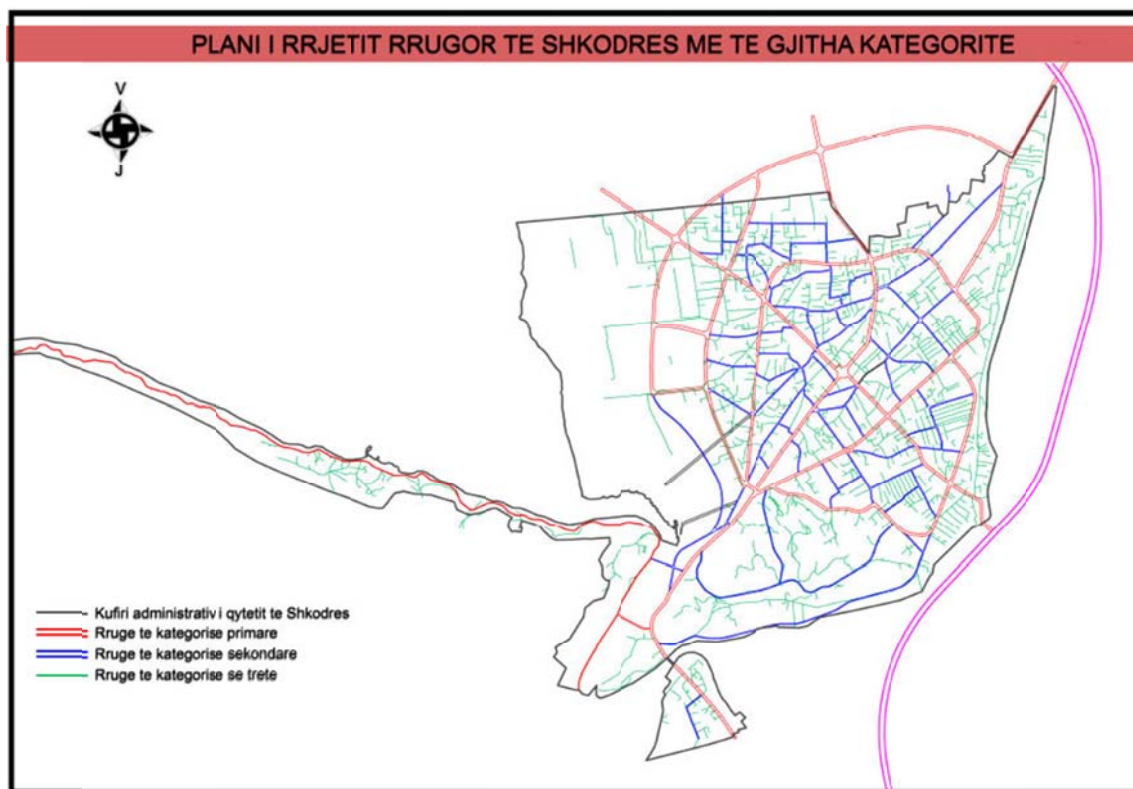 PLANI I RRJETIT RRUGOR TE SHKODRES ME TE GJITHA KATEGORITE
V
J
Kufiri administrativ i qytetit te Shkodres
Rruge te kategorise primare
Rruge te kategorise sekondare
Rruge te kategorise se trete